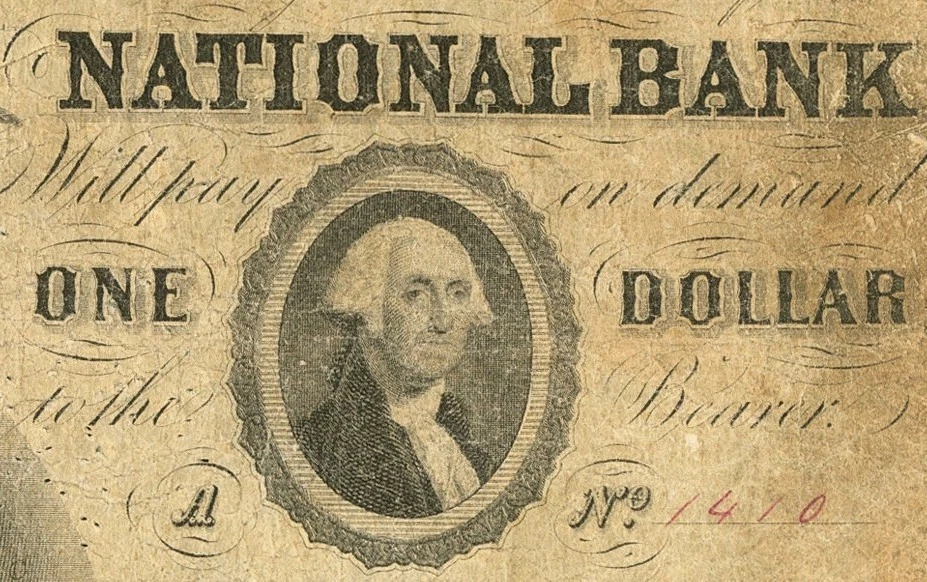 NATIONAL BANK
Will pay on demand
ONE DOLLAR
to the Bearer.
A Nº 1410